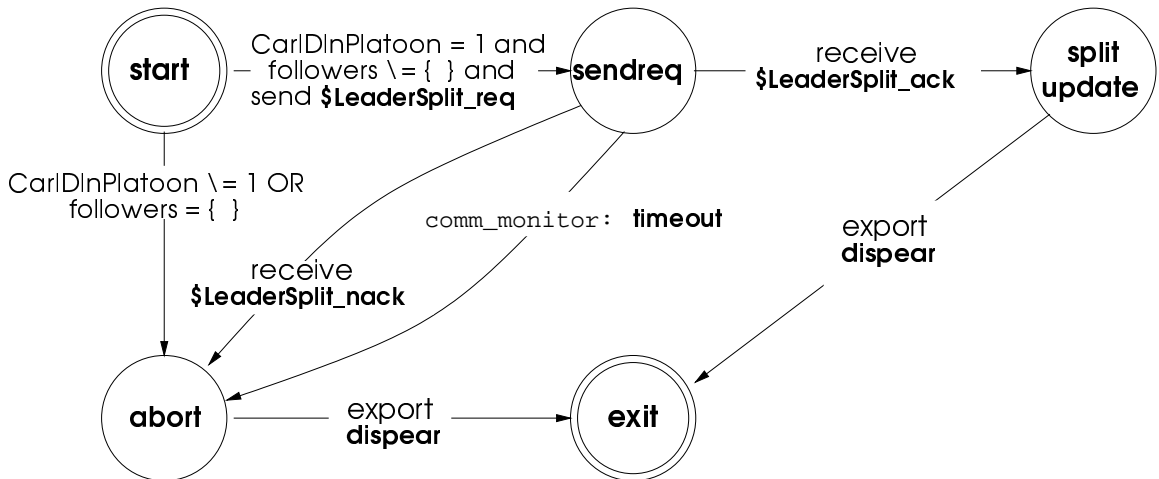 start
CarIDInPlatoon = 1 and
followers \= {  } and
send $LeaderSplit_req
sendreq
receive
$LeaderSplit_ack
split
update
CarIDInPlatoon \= 1 OR
followers = {  }
comm_monitor: timeout
export
dispear
receive
$LeaderSplit_nack
abort
export
dispear
exit